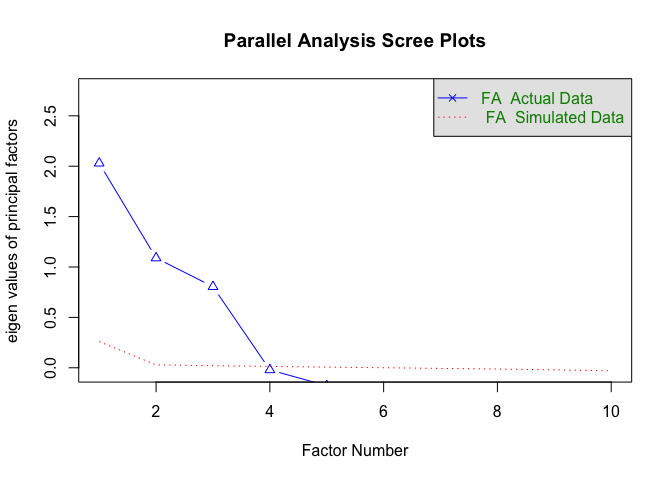 Parallel Analysis Scree Plots
eigen values of principal factors
2.5
2.0
1.5
1.0
0.5
0.0
FA  Actual Data
FA  Simulated Data
2 4 6 8 10
Factor Number